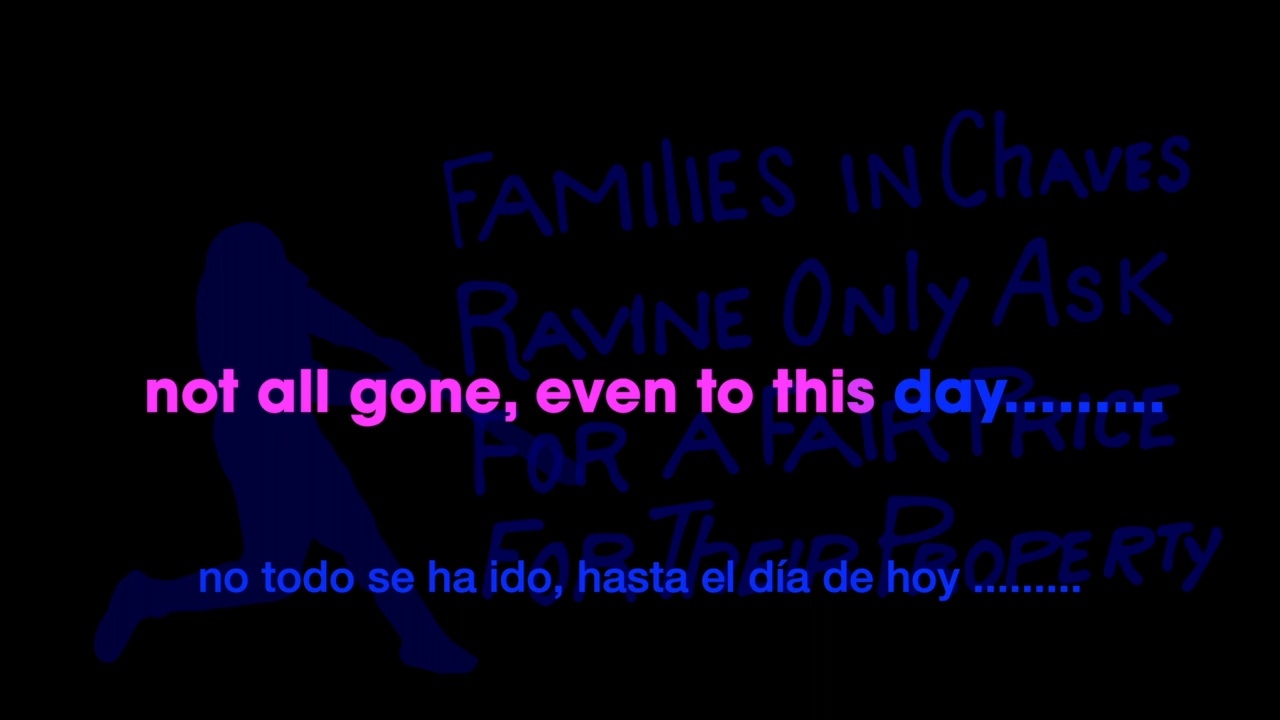 FAMILIES IN CHAVES
RAVINE ONLY ASK
not all gone, even to this day.........
FOR A FAIR PRICE
FOR THEIR PROPERTY
no todo se ha ido, hasta el día de hoy .........